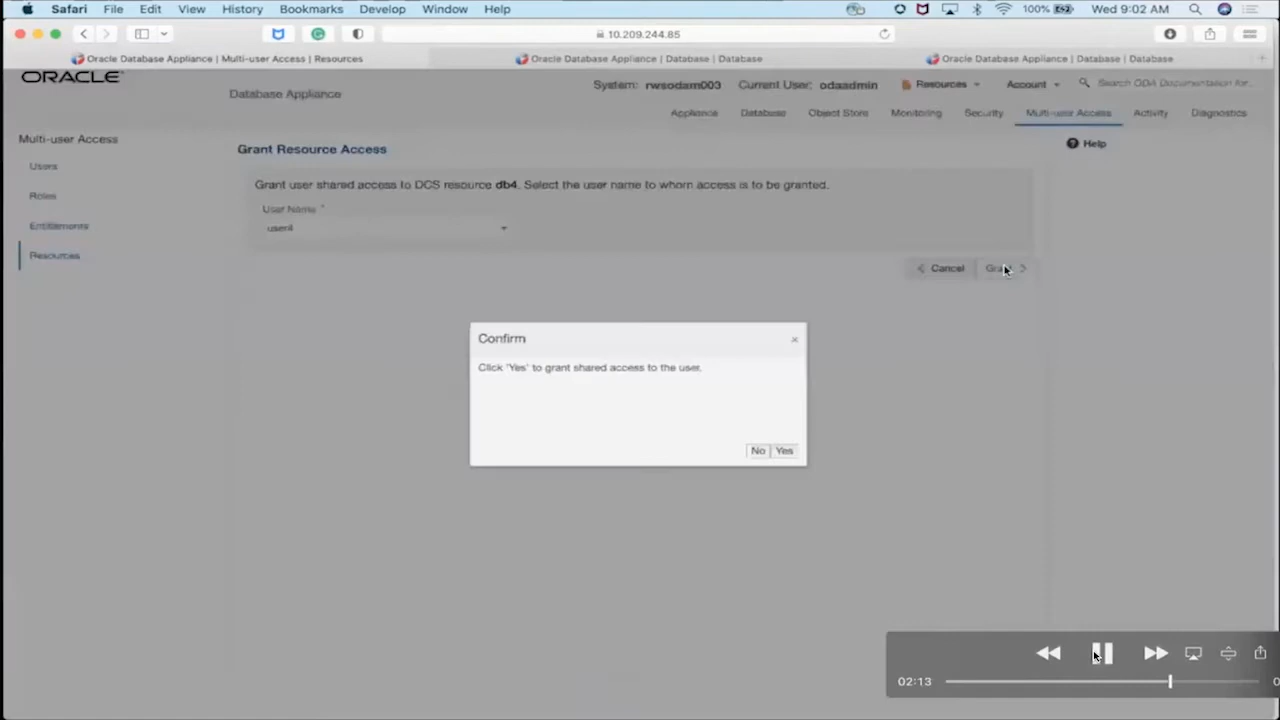 Safari File Edit View History Bookmarks Develop Window Help 100% Wed 9:02 AM
10.209.244.85
Oracle Database Appliance | Multi-user Access | Resources Oracle Database Appliance | Database | Database Oracle Database Appliance | Database | Database
ORACLE
Database Appliance System: rwsodam003 Current User: odaadmin Resources Account Search ODA Documentation for...
Appliance Database Object Store Monitoring Security Multi-user Access Activity Diagnostics
Multi-user Access
Users
Roles
Entitlements
Resources
Grant Resource Access
Help
Grant user shared access to DCS resource db4. Select the user name to whom access is to be granted.
User Name *
Cancel
Confirm
×
Click 'Yes' to grant shared access to the user.
No Yes
02:13